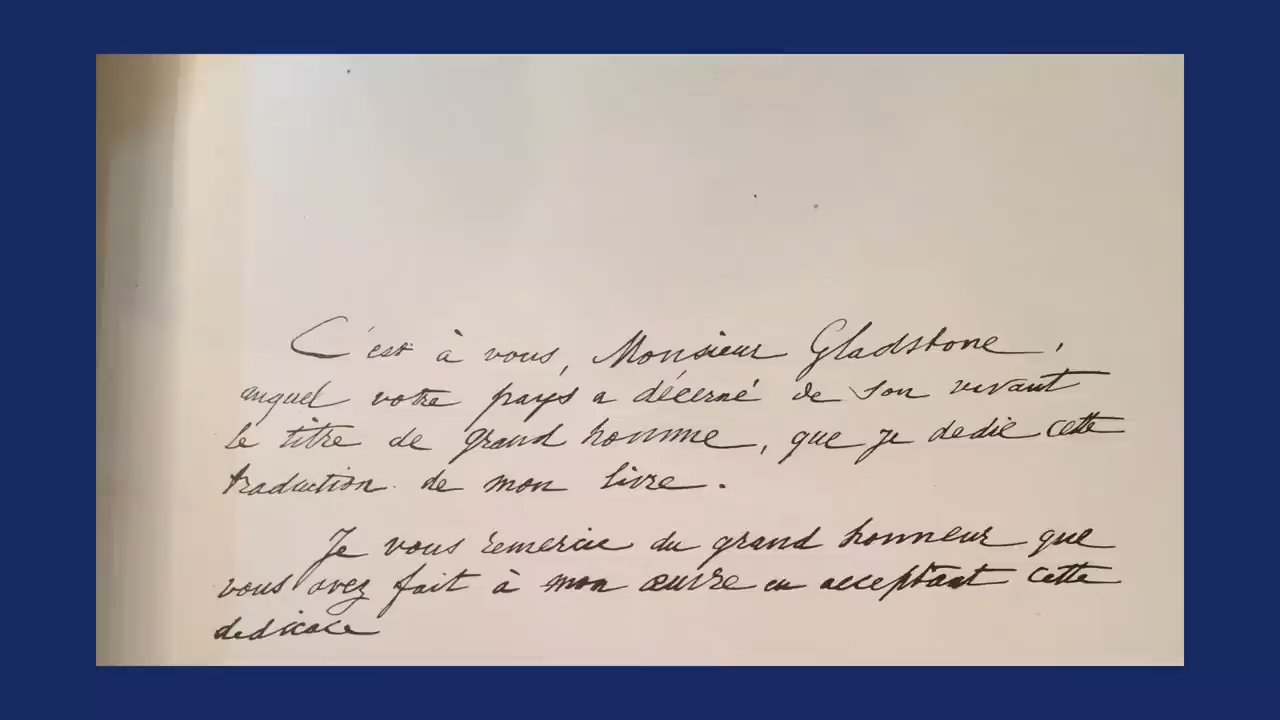 C'est à vous, Monsieur Gladstone,
auquel votre pays a décerné de son vivant
le titre de grand homme, que je dedie cette
traduction de mon livre.
Je vous remercie du grand honneur que
vous avez fait à mon œuvre en acceptant cette
dedicace